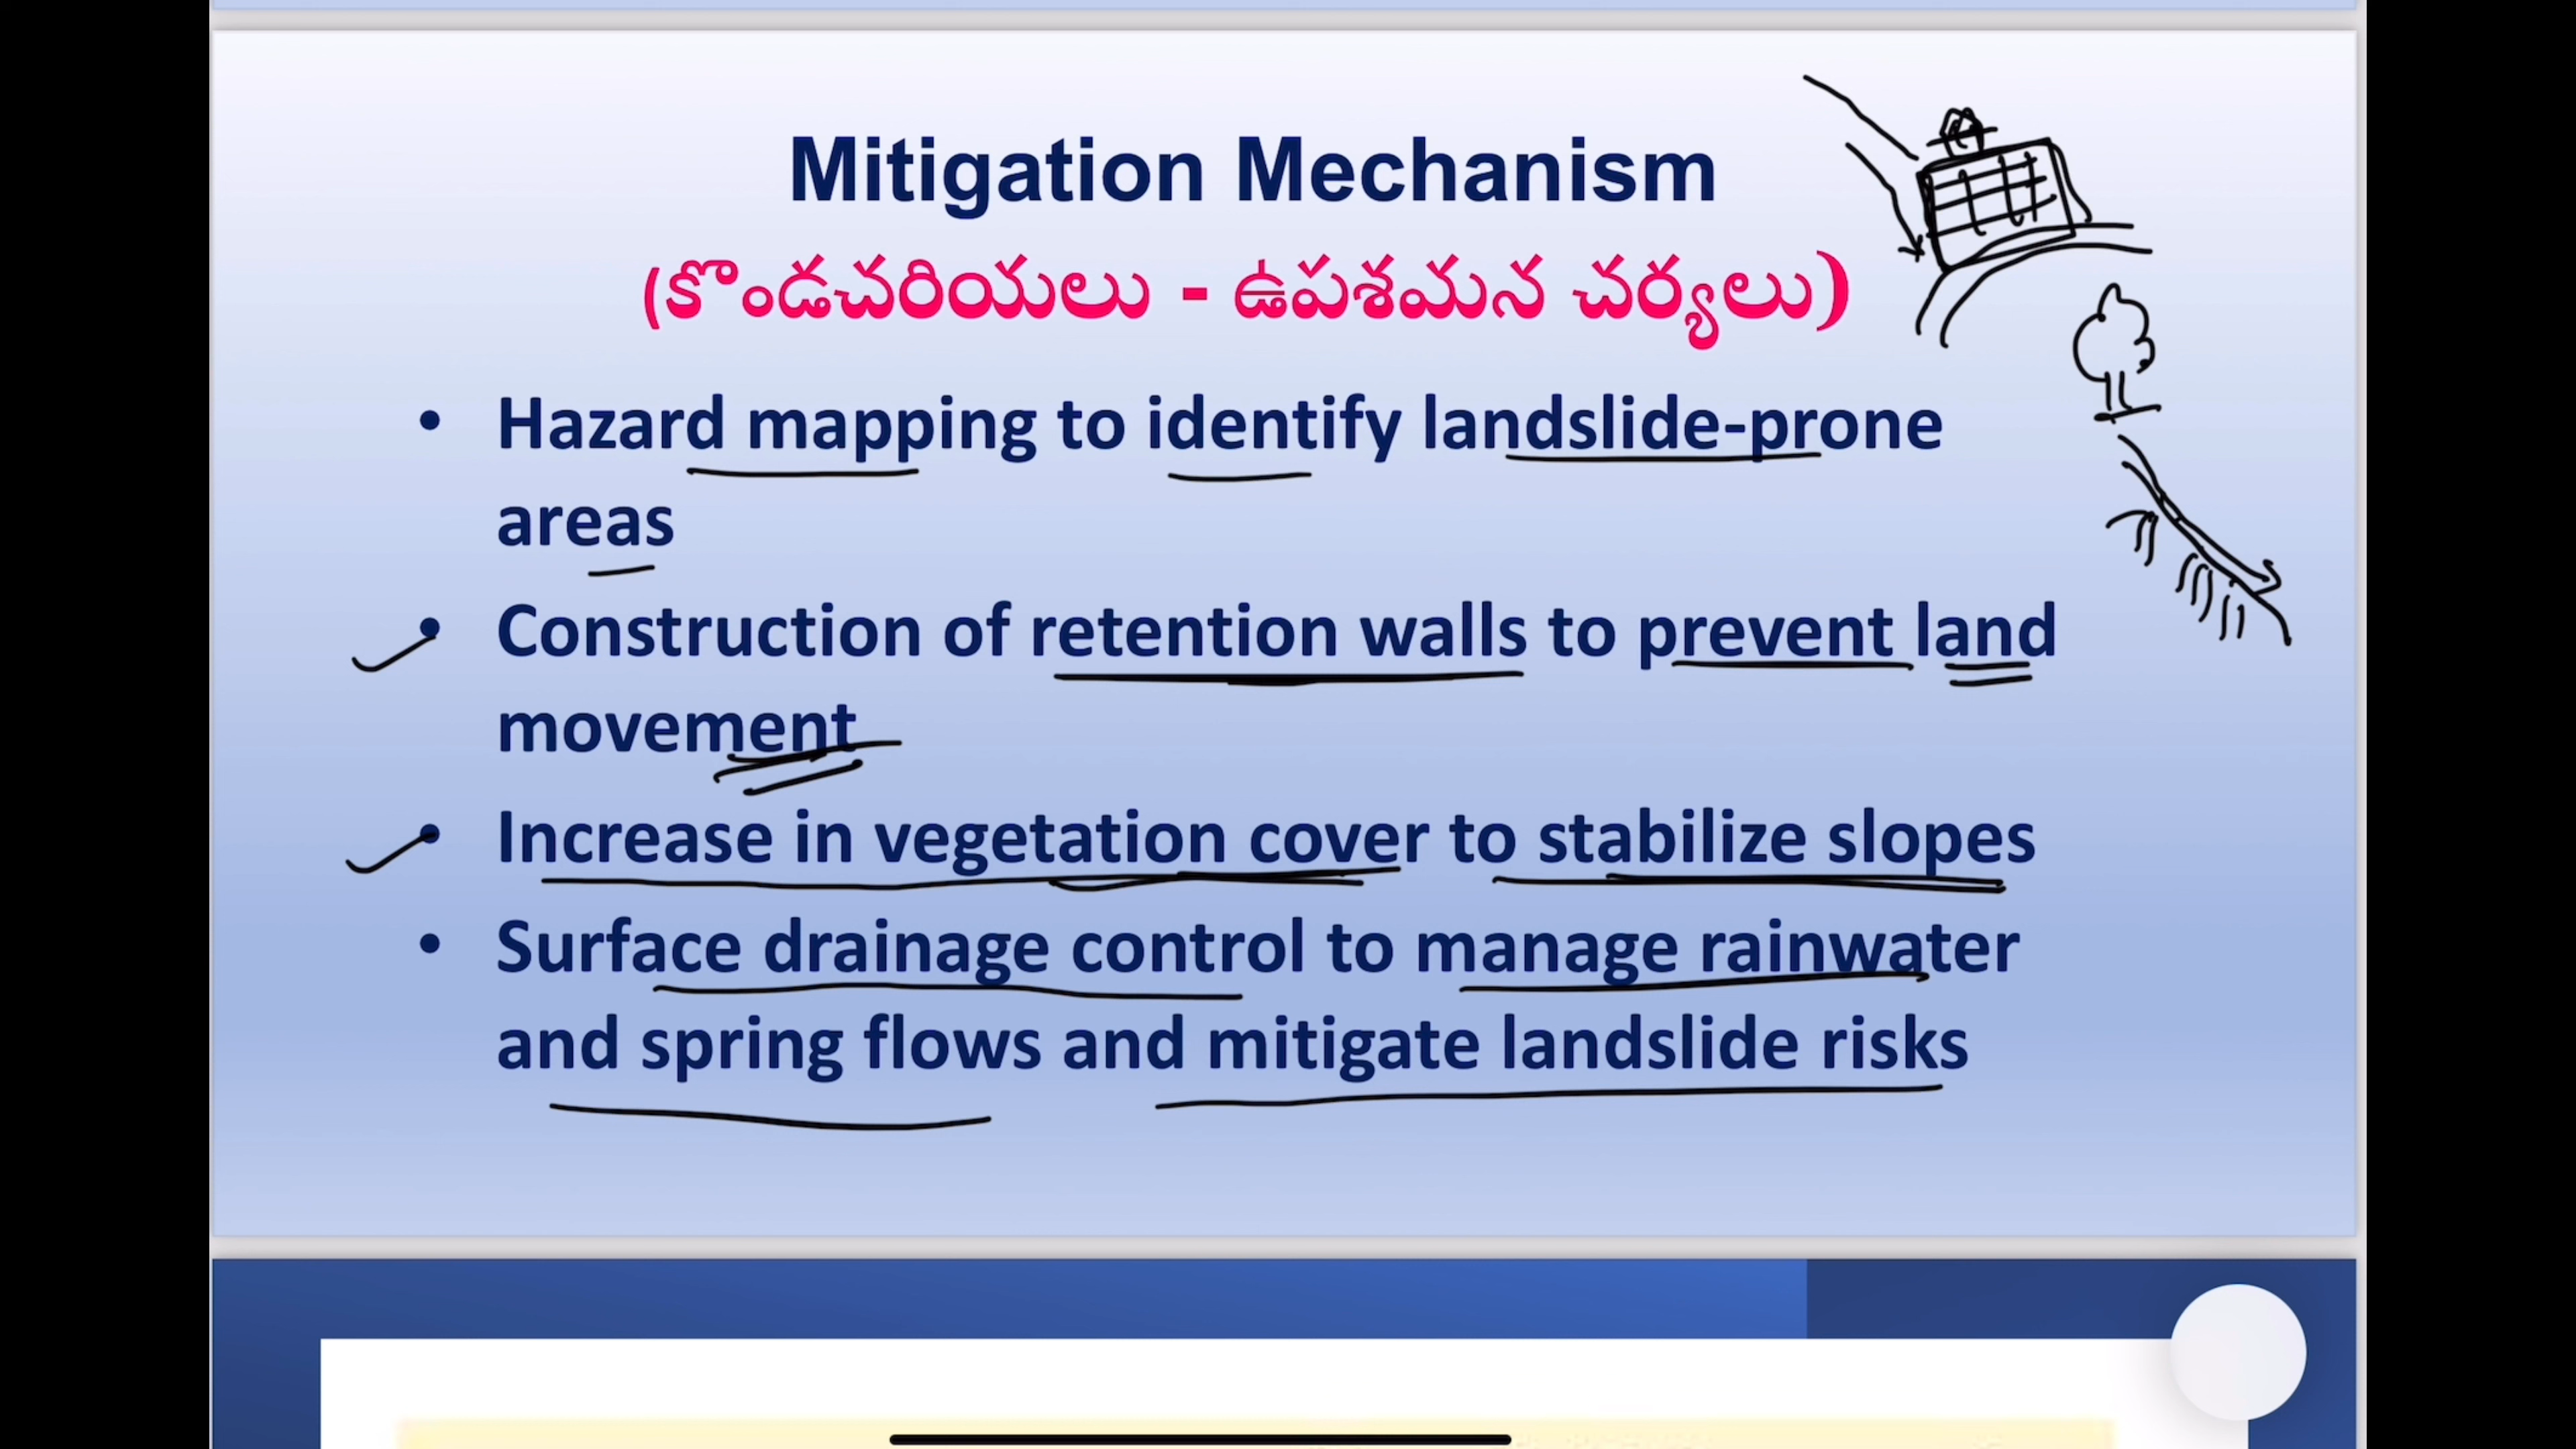 Mitigation Mechanism
(కొండచరియలు - ఉపశమన చర్యలు)
• Hazard mapping to identify landslide-prone
areas
• Construction of retention walls to prevent land
movement
• Increase in vegetation cover to stabilize slopes
• Surface drainage control to manage rainwater
and spring flows and mitigate landslide risks